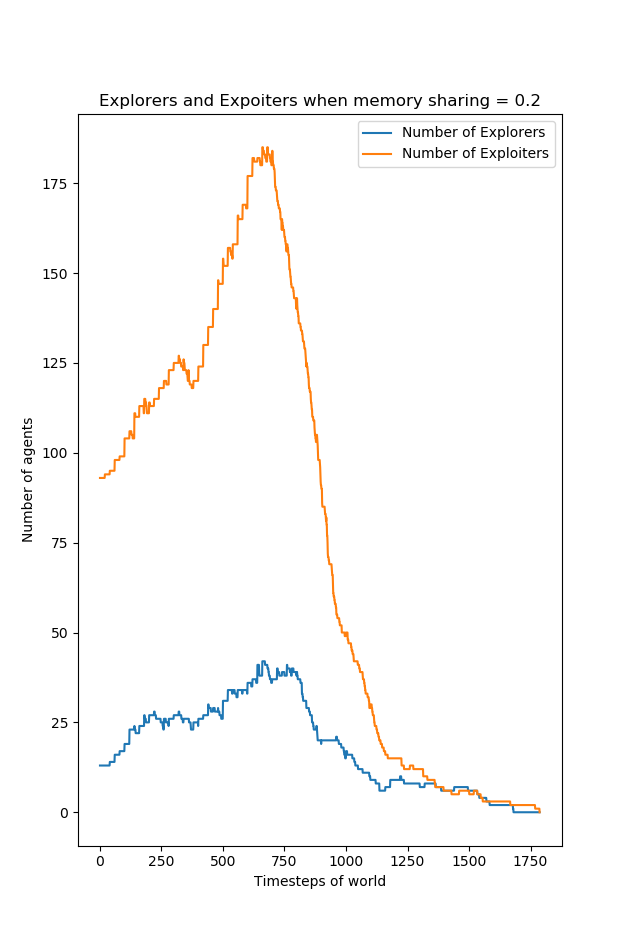 Explorers and Expoiters when memory sharing = 0.2
Number of Explorers
Number of Exploiters
175
150
125
100
75
50
25
0
Number of agents
0 250 500 750 1000 1250 1500 1750
Timesteps of world